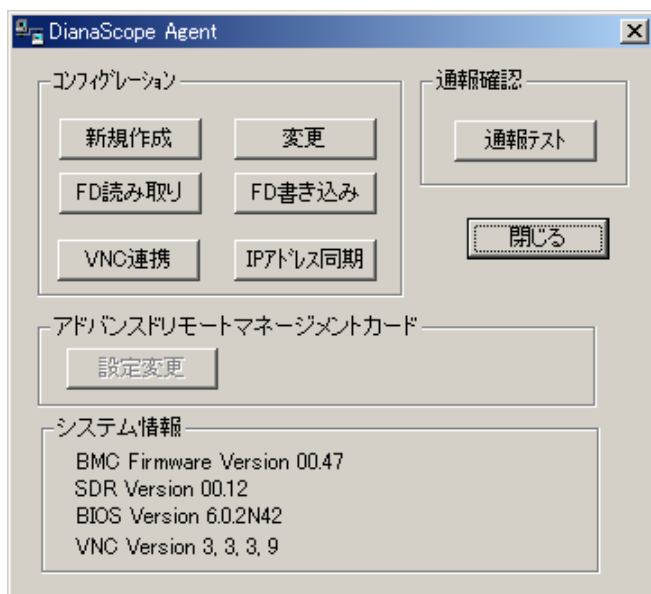 DianaScope Agent
コンフィグレーション
新規作成
変更
FD読み取り
FD書き込み
VNC連携
IPアドレス同期
通報確認
通報テスト
閉じる
アドバンスドリモートマネージメントカード
設定変更
システム情報
BMC Firmware Version 00.47
SDR Version 00.12
BIOS Version 6.0.2N42
VNC Version 3, 3, 3, 9